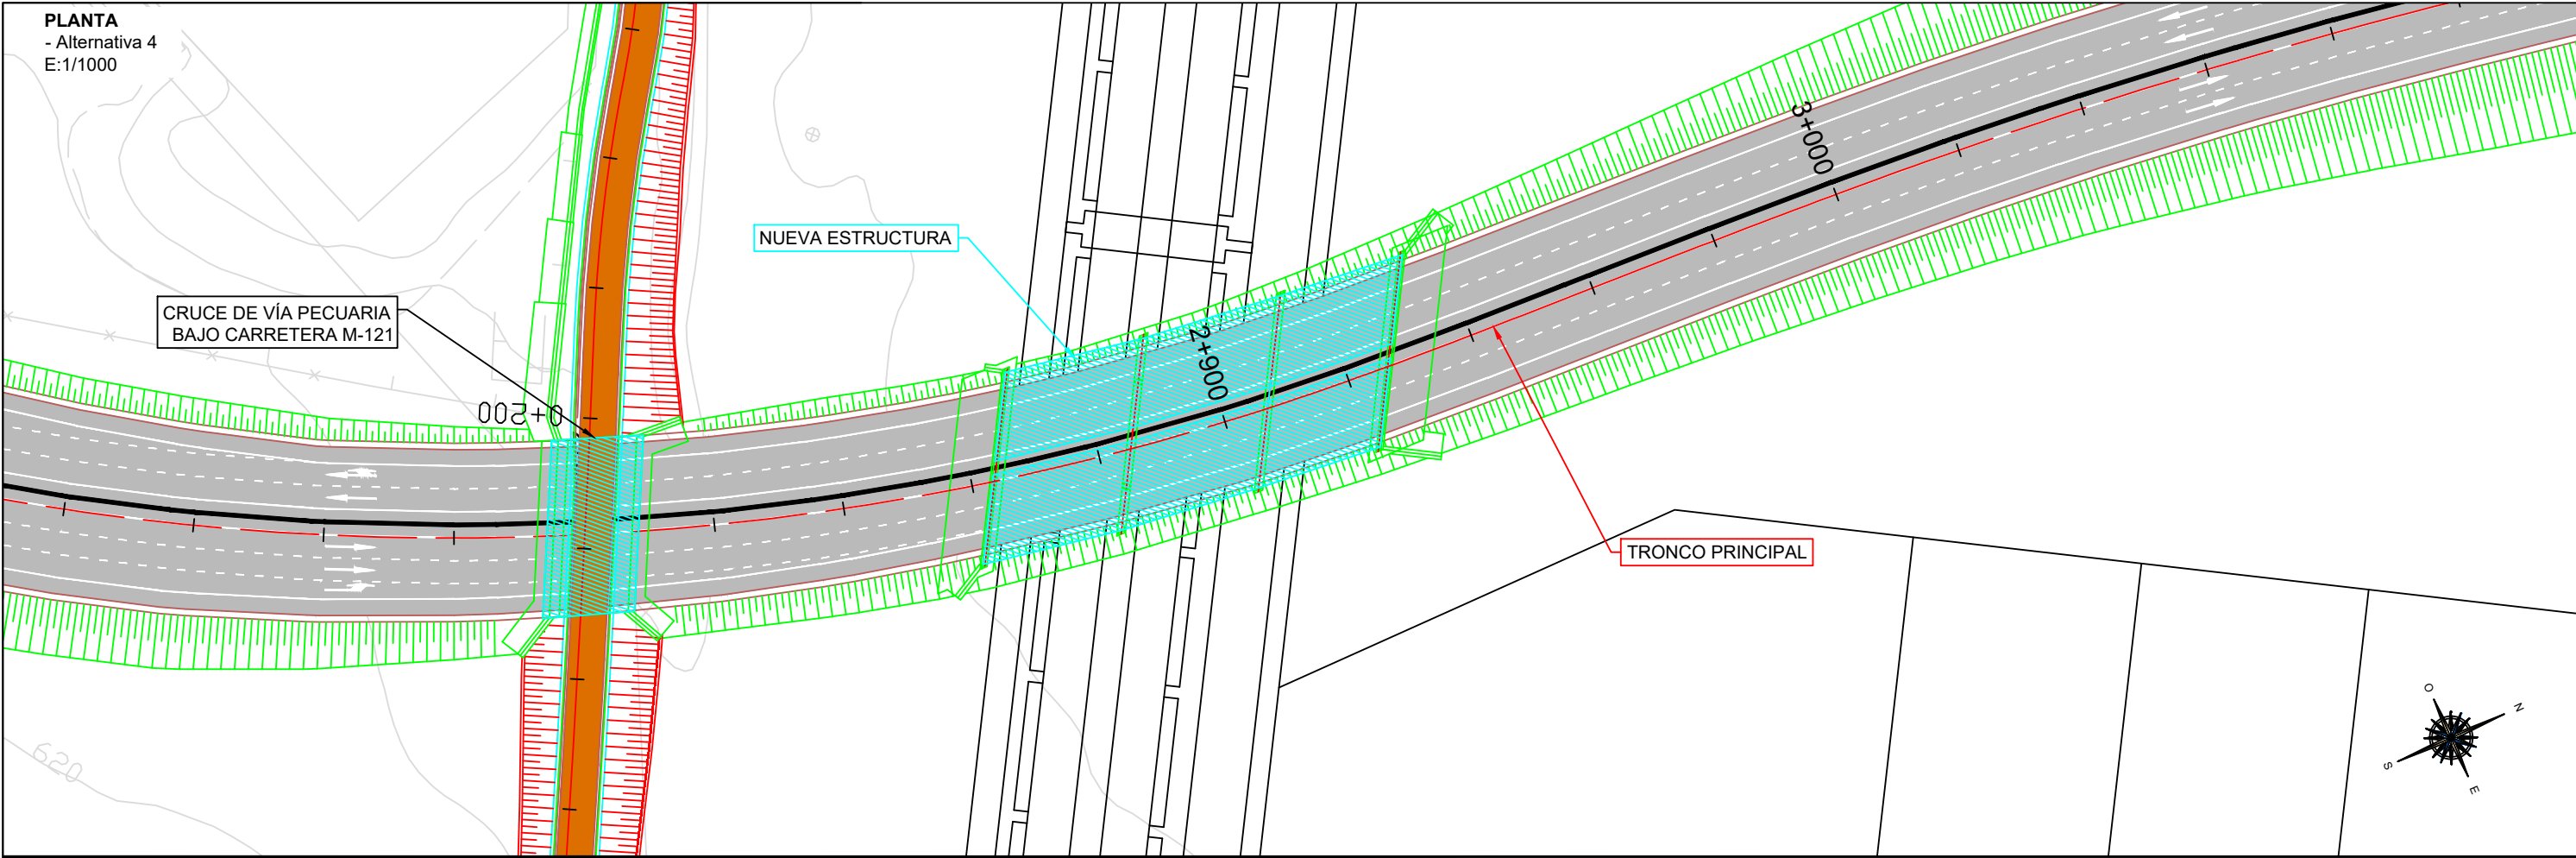 PLANTA
- Alternativa 4
E:1/1000
3+000
NUEVA ESTRUCTURA
CRUCE DE VÍA PECUARIA
BAJO CARRETERA M-121
2+900
0+200
TRONCO PRINCIPAL
620
O
N
S
E